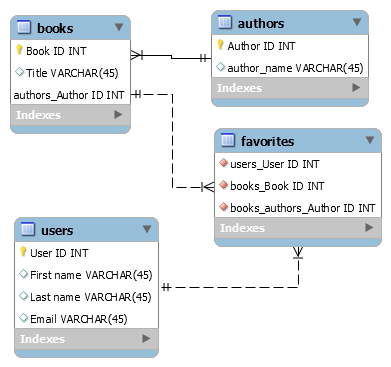 books
Book ID INT
Title VARCHAR(45)
authors_Author ID INT
Indexes
authors
Author ID INT
author_name VARCHAR(45)
Indexes
favorites
users_User ID INT
books_Book ID INT
books_authors_Author ID INT
Indexes
users
User ID INT
First name VARCHAR(45)
Last name VARCHAR(45)
Email VARCHAR(45)
Indexes